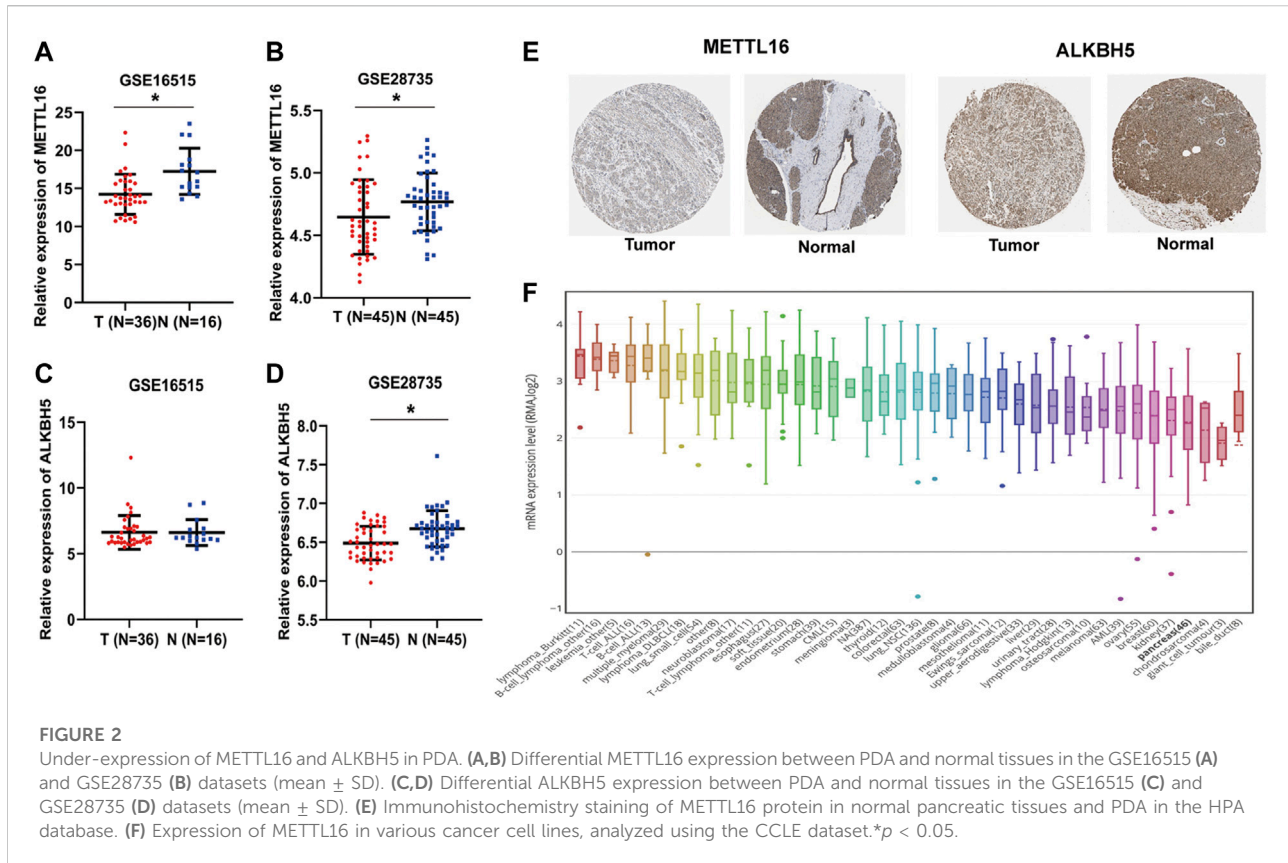 A
GSE16515
*
Relative expression of METTL16
25
20
15
10
5
0
T (N=36)N (N=16)
B
GSE28735
*
Relative expression of METTL16
5.5
5.0
4.5
4.0
T (N=45)N (N=45)
C
GSE16515
Relative expression of ALKBH5
15
10
5
0
T (N=36) N (N=16)
D
GSE28735
*
Relative expression of ALKBH5
8.0
7.5
7.0
6.5
6.0
5.5
T (N=45) N (N=45)
E
METTL16
ALKBH5
Tumor
Normal
Tumor
Normal
F
mRNA expression level (RMA,log2)
4
3
2
1
0
−1
lymphoma_Burkitt(11)
B-cell_lymphoma_other(16)
leukemia_other(5)
T-cell_ALL(16)
B-cell_ALL(13)
multiple_myeloma(29)
lymphoma_DLBCL(18)
lung_small_cell(54)
other(8)
neuroblastoma(17)
T-cell_lymphoma_other(11)
esophagus(27)
soft_tissue(20)
endometrium(28)
stomach(39)
CML(15)
meningioma(3)
NA(387)
thyroid(12)
colorectal(63)
lung_NSC(136)
prostate(8)
medulloblastoma(4)
glioma(66)
mesothelioma(11)
Ewings_sarcoma(12)
upper_aerodigestive(33)
liver(29)
urinary_tract(28)
lymphoma_Hodgkin(13)
osteosarcoma(10)
melanoma(63)
AML(39)
ovary(55)
breast(60)
kidney(37)
pancreas(46)
chondrosarcoma(4)
giant_cell_tumour(3)
bile_duct(8)
FIGURE 2
Under-expression of METTL16 and ALKBH5 in PDA. (A,B) Differential METTL16 expression between PDA and normal tissues in the GSE16515 (A)
and GSE28735 (B) datasets (mean ± SD). (C,D) Differential ALKBH5 expression between PDA and normal tissues in the GSE16515 (C) and
GSE28735 (D) datasets (mean ± SD). (E) Immunohistochemistry staining of METTL16 protein in normal pancreatic tissues and PDA in the HPA
database. (F) Expression of METTL16 in various cancer cell lines, analyzed using the CCLE dataset.*p < 0.05.